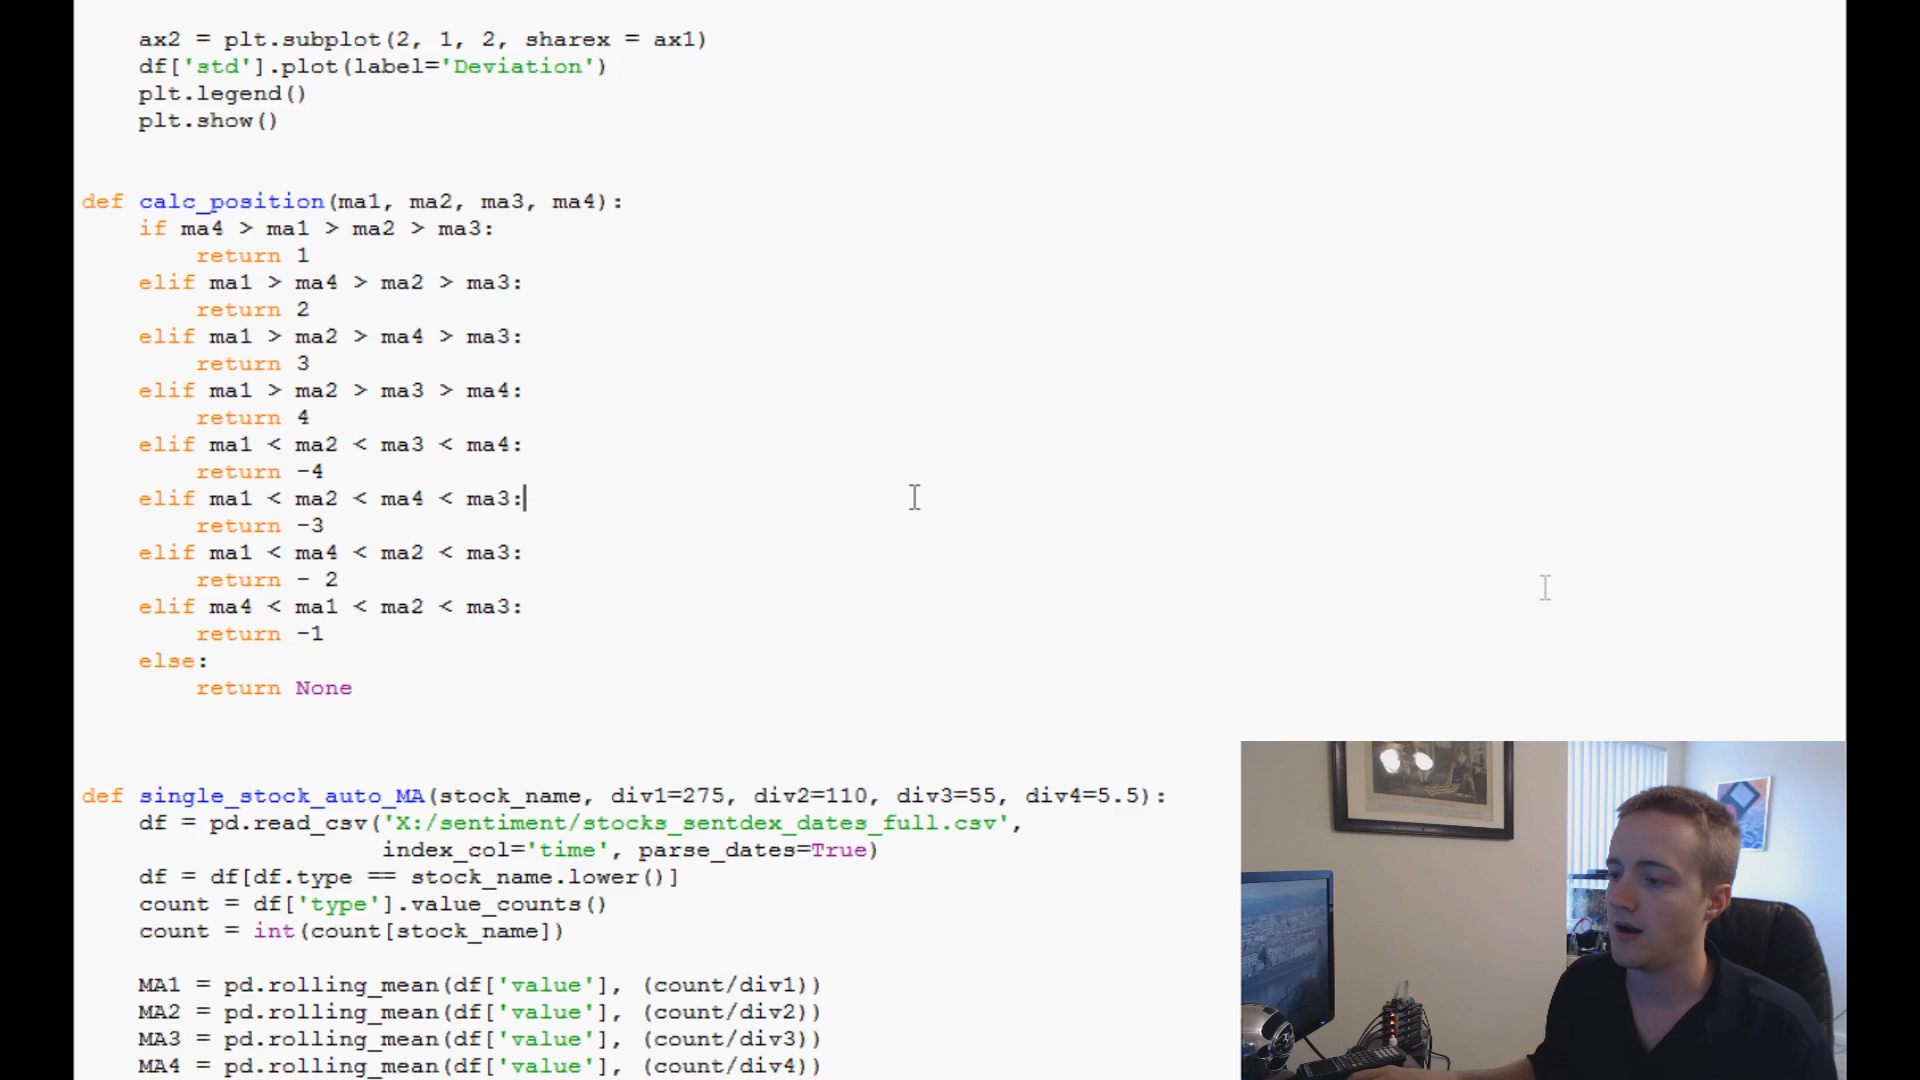 ax2 = plt.subplot(2, 1, 2, sharex = ax1)
df['std'].plot(label='Deviation')
plt.legend()
plt.show()
def calc_position(ma1, ma2, ma3, ma4):
if ma4 > ma1 > ma2 > ma3:
return 1
elif ma1 > ma4 > ma2 > ma3:
return 2
elif ma1 > ma2 > ma4 > ma3:
return 3
elif ma1 > ma2 > ma3 > ma4:
return 4
elif ma1 < ma2 < ma3 < ma4:
return -4
elif ma1 < ma2 < ma4 < ma3:
return -3
elif ma1 < ma4 < ma2 < ma3:
return - 2
elif ma4 < ma1 < ma2 < ma3:
return -1
else:
return None
def single_stock_auto_MA(stock_name, div1=275, div2=110, div3=55, div4=5.5):
df = pd.read_csv('X:/sentiment/stocks_sentdex_dates_full.csv',
index_col='time', parse_dates=True)
df = df[df.type == stock_name.lower()]
count = df['type'].value_counts()
count = int(count[stock_name])
MA1 = pd.rolling_mean(df['value'], (count/div1))
MA2 = pd.rolling_mean(df['value'], (count/div2))
MA3 = pd.rolling_mean(df['value'], (count/div3))
MA4 = pd.rolling_mean(df['value'], (count/div4))